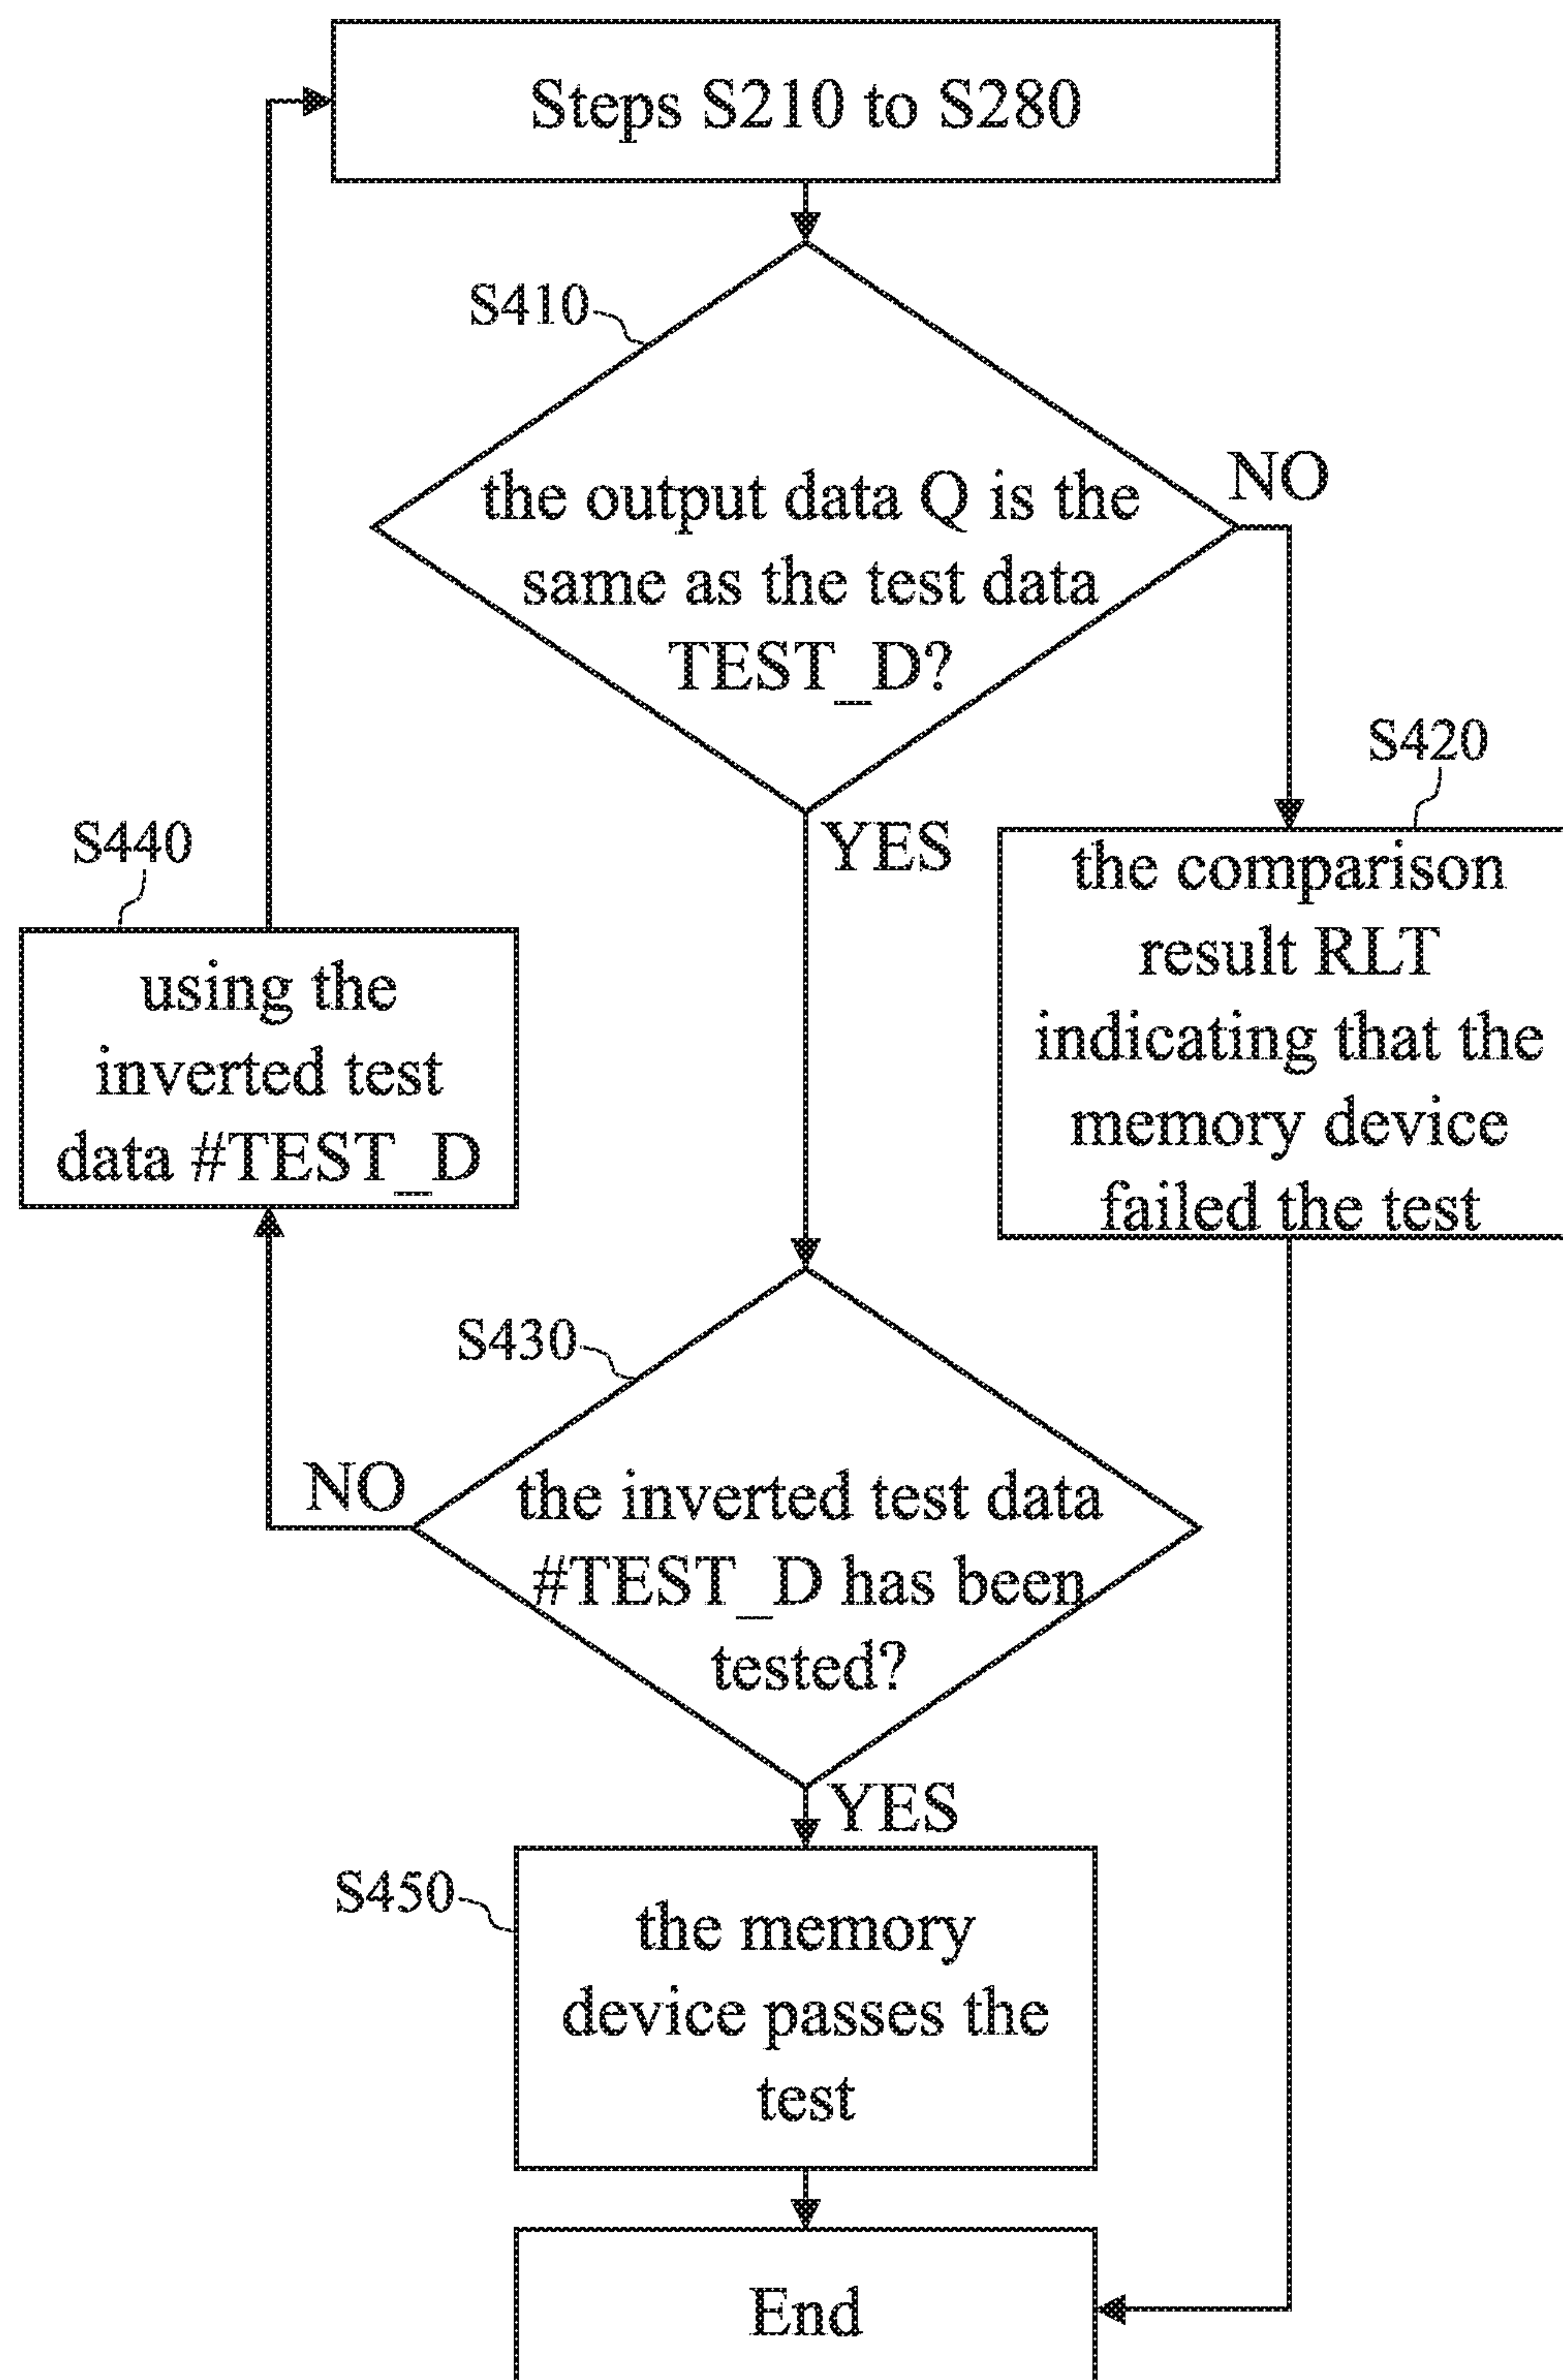 Steps S210 to S280
S410
the output data Q is the
same as the test data
TEST_D?
NO
YES
S420
the comparison
result RLT
indicating that the
memory device
failed the test
S440
using the
inverted test
data #TEST_D
S430
NO
the inverted test data
#TEST_D has been
tested?
YES
S450
the memory
device passes the
test
End